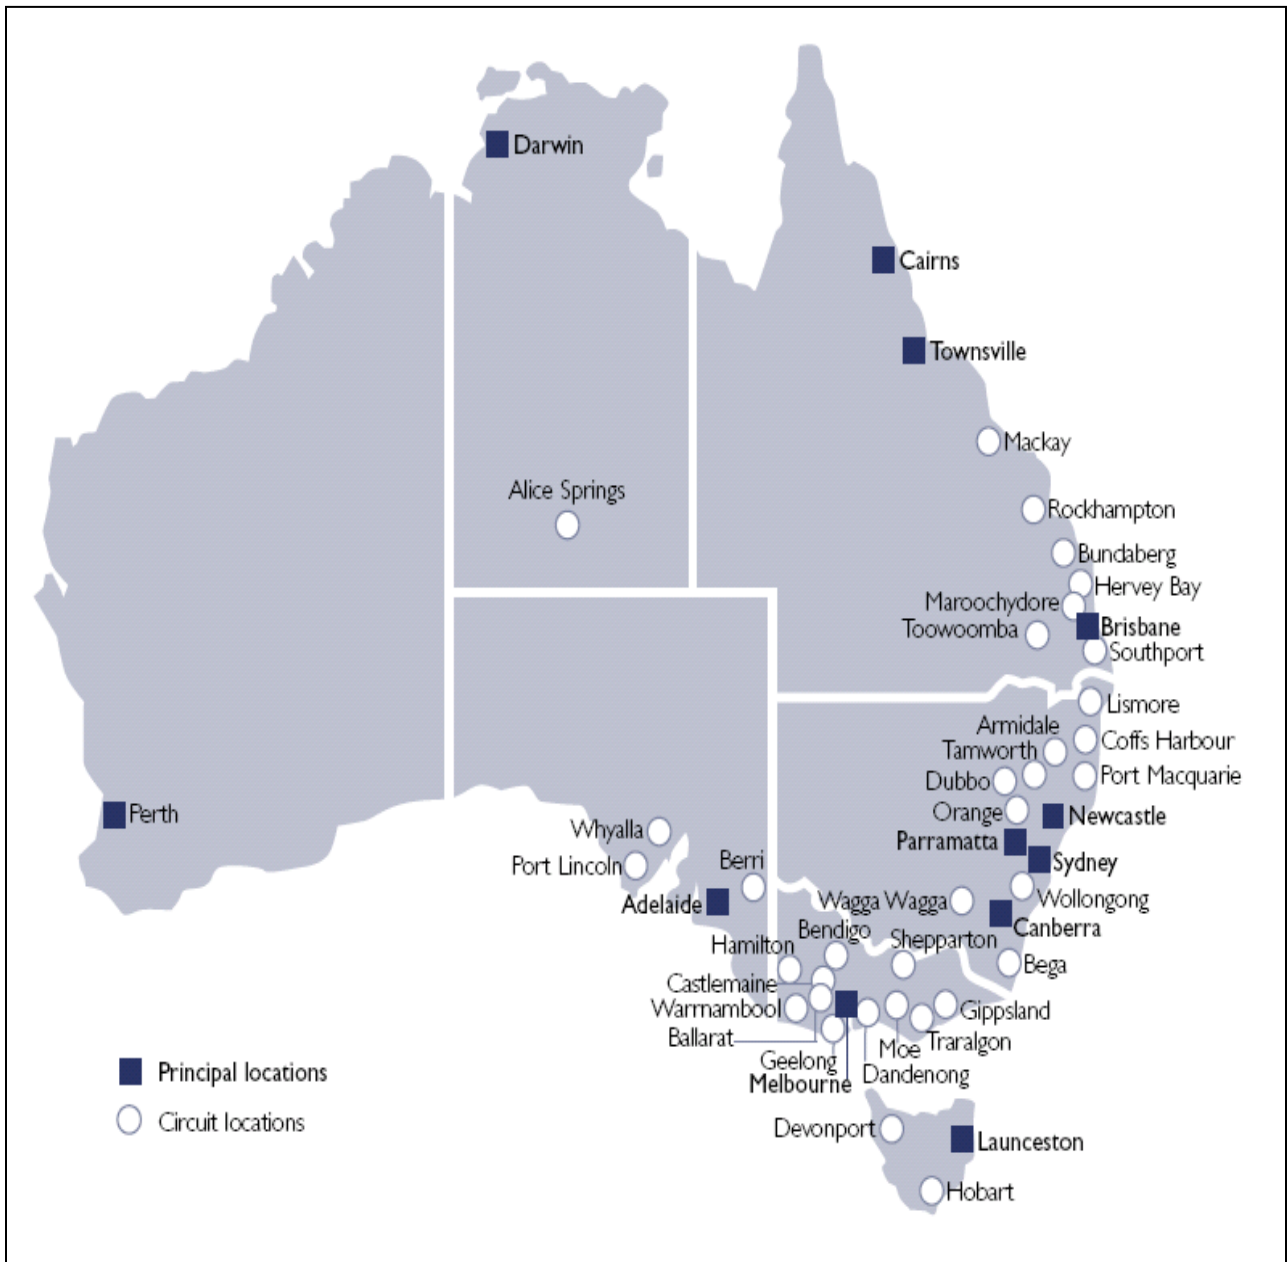 Darwin
Cairns
Townsville
Mackay
Alice Springs
Rockhampton
Bundaberg
Hervey Bay
Maroochydore
Toowoomba
Brisbane
Southport
Lismore
Armidale
Coffs Harbour
Tamworth
Port Macquarie
Dubbo
Perth
Orange
Newcastle
Whyalla
Parramatta
Port Lincoln
Berri
Sydney
Adelaide
Wagga Wagga
Wollongong
Canberra
Bendigo
Shepparton
Hamilton
Bega
Castlemaine
Warrnambool
Gippsland
Ballarat
Traralgon
Moe
Geelong
Melbourne
Dandenong
Principal locations
Circuit locations
Devonport
Launceston
Hobart